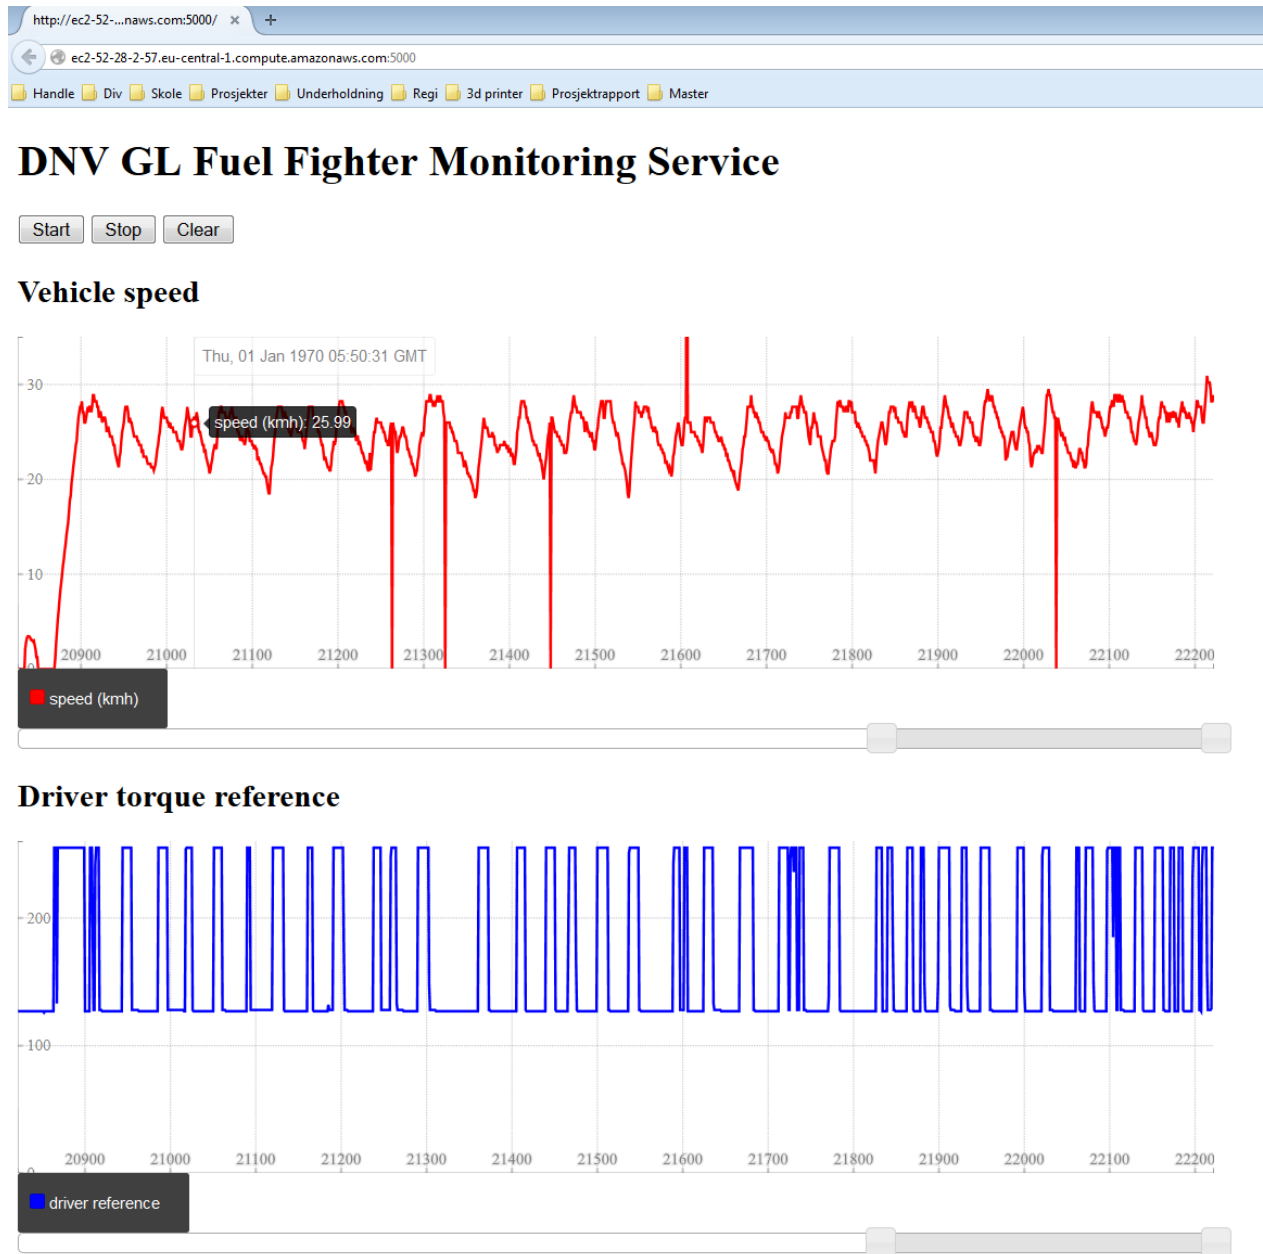 http://ec2-52-...naws.com:5000/ × +
ec2-52-28-2-57.eu-central-1.compute.amazonaws.com:5000
Handle Div Skole Prosjekter Underholdning Regi 3d printer Prosjektrapport Master
DNV GL Fuel Fighter Monitoring Service
Start Stop Clear
Vehicle speed
Thu, 01 Jan 1970 05:50:31 GMT
30
speed (kmh): 25.99
20
10
0 20900 21000 21100 21200 21300 21400 21500 21600 21700 21800 21900 22000 22100 22200
speed (kmh)
Driver torque reference
200
100
0 20900 21000 21100 21200 21300 21400 21500 21600 21700 21800 21900 22000 22100 22200
driver reference